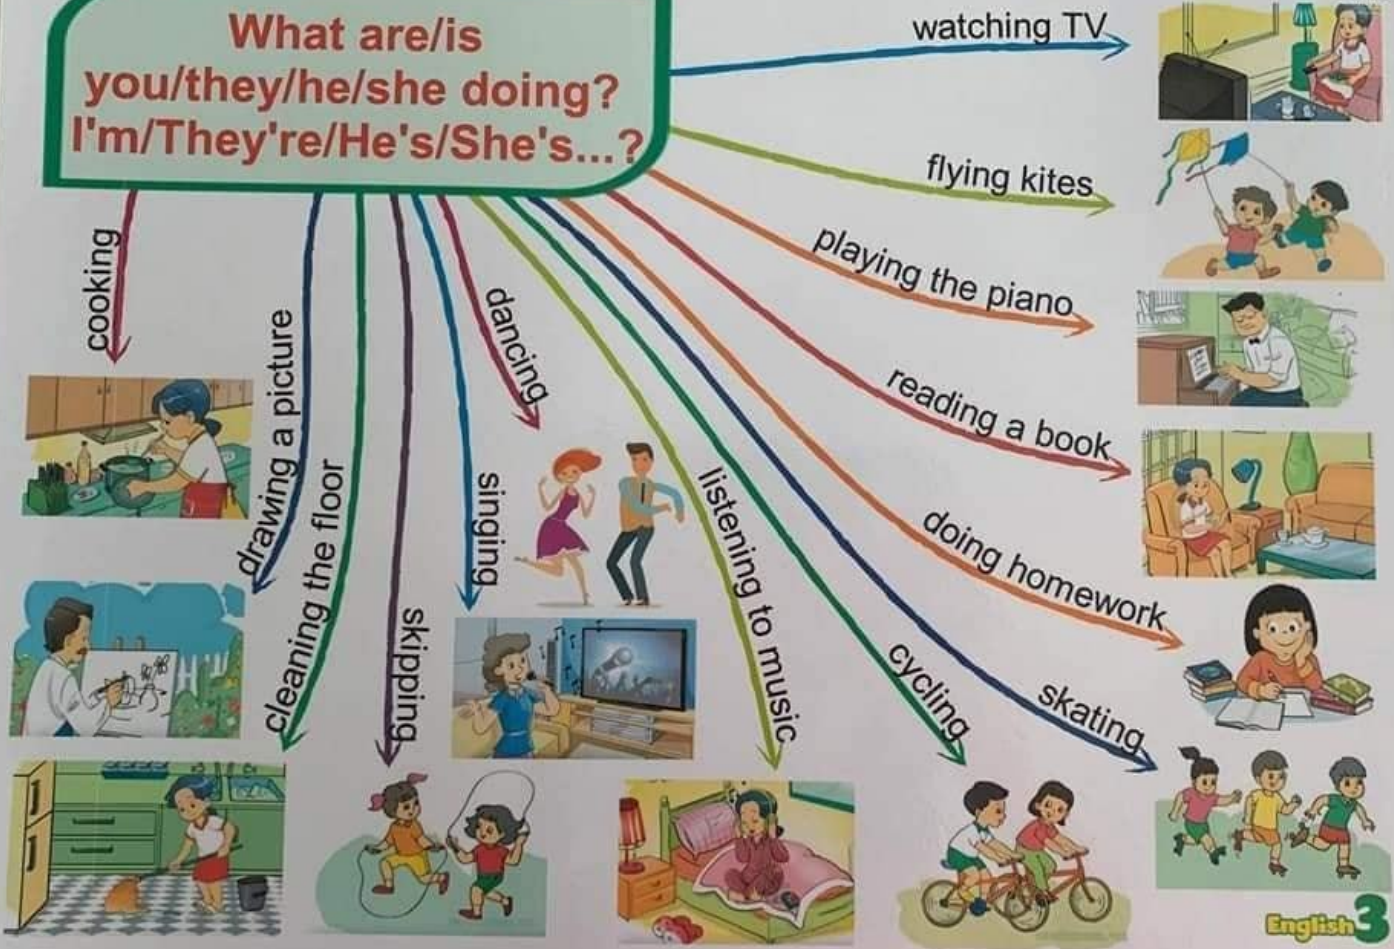 What are/is
you/they/he/she doing?
I'm/They're/He's/She's...?
watching TV
flying kites
playing the piano
reading a book
doing homework
skating
cycling
listening to music
dancing
singing
skipping
cleaning the floor
drawing a picture
cooking
English 3